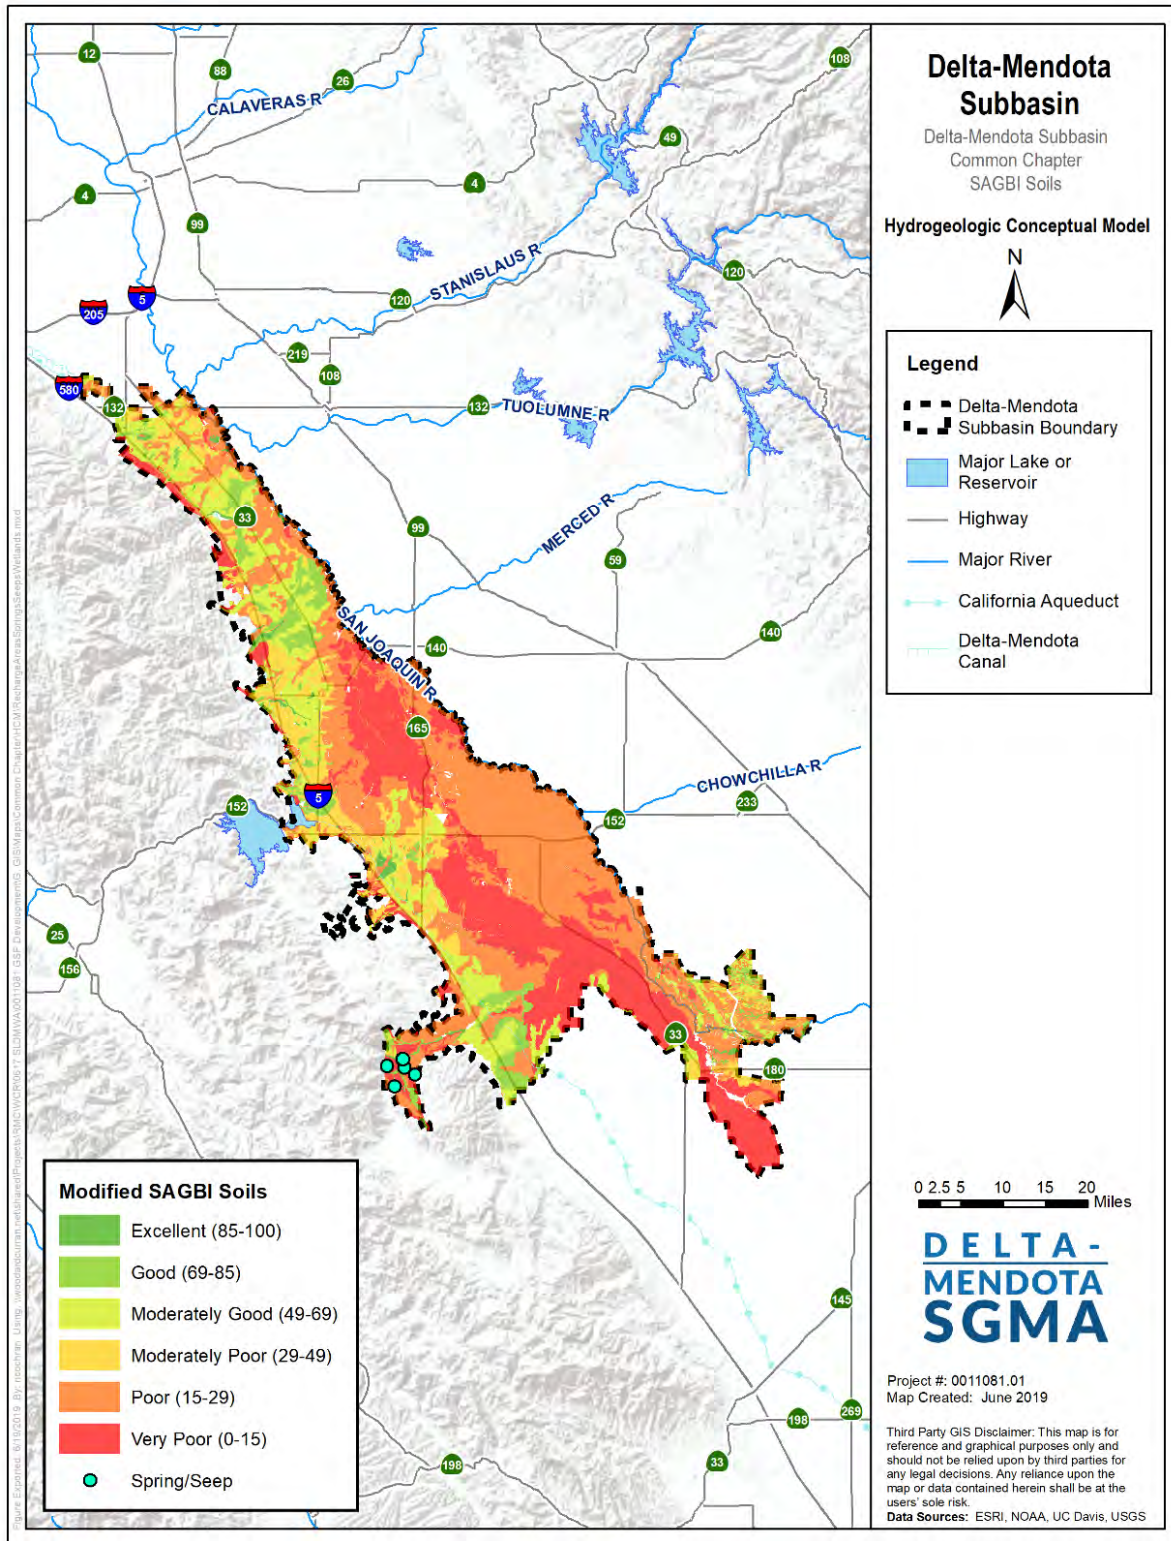 Delta-Mendota
Subbasin
Delta-Mendota Subbasin
Common Chapter
SAGBI Soils
Hydrogeologic Conceptual Model
N
Legend
Delta-Mendota
Subbasin Boundary
Major Lake or
Reservoir
Highway
Major River
California Aqueduct
Delta-Mendota
Canal
0 2.5 5 10 15 20
Miles
DELTA-
MENDOTA
SGMA
Project #: 0011081.01
Map Created: June 2019
Third Party GIS Disclaimer: This map is for
reference and graphical purposes only and
should not be relied upon by third parties for
any legal decisions. Any reliance upon the
map or data contained herein shall be at the
users' sole risk.
Data Sources: ESRI, NOAA, UC Davis, USGS
12
88
26
108
CALAVERAS R
49
4
4
99
STANISLAUS R
120
120
5
205
219
108
580
132
132
TUOLUMNE R
33
99
MERCED R
59
SAN JOAQUIN R
140
140
165
CHOWCHILLA R
233
5
152
152
25
156
33
180
145
269
198
198
33
Modified SAGBI Soils
Excellent (85-100)
Good (69-85)
Moderately Good (49-69)
Moderately Poor (29-49)
Poor (15-29)
Very Poor (0-15)
Spring/Seep